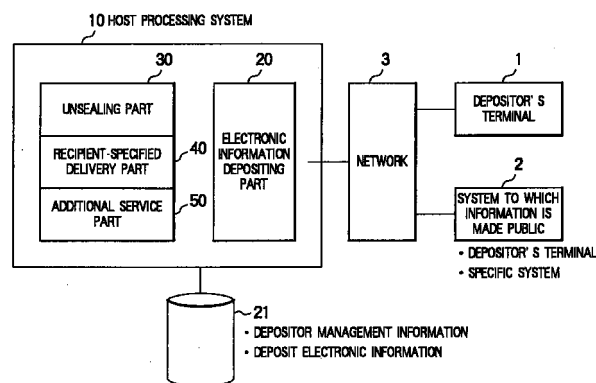 10 HOST PROCESSING SYSTEM
30
UNSEALING PART
RECIPIENT-SPECIFIED
DELIVERY PART
40
ADDITIONAL SERVICE
PART
50
20
ELECTRONIC
INFORMATION
DEPOSITING
PART
3
NETWORK
1
DEPOSITOR'S
TERMINAL
2
SYSTEM TO WHICH
INFORMATION IS
MADE PUBLIC
• DEPOSITOR'S TERMINAL
• SPECIFIC SYSTEM
21
• DEPOSITOR MANAGEMENT INFORMATION
• DEPOSIT ELECTRONIC INFORMATION